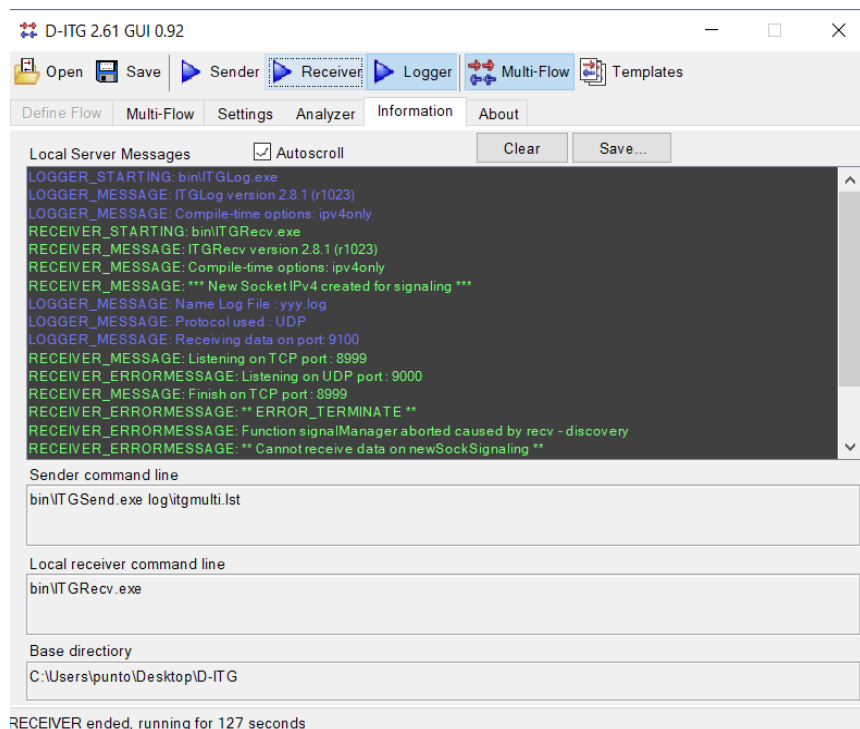 D-ITG 2.61 GUI 0.92
Open Save Sender Receiver Logger Multi-Flow Templates
Define Flow Multi-Flow Settings Analyzer Information About
Local Server Messages Autoscroll Clear Save...
LOGGER_STARTING: bin\ITGLog.exe
LOGGER_MESSAGE: ITGLog version 2.8.1 (r1023)
LOGGER_MESSAGE: Compile-time options: ipv4only
RECEIVER_STARTING: bin\ITGRecv.exe
RECEIVER_MESSAGE: ITGRecv version 2.8.1 (r1023)
RECEIVER_MESSAGE: Compile-time options: ipv4only
RECEIVER_MESSAGE: *** New Socket IPv4 created for signaling ***
LOGGER_MESSAGE: Name Log File : yyy.log
LOGGER_MESSAGE: Protocol used : UDP
LOGGER_MESSAGE: Receiving data on port: 9100
RECEIVER_MESSAGE: Listening on TCP port : 8999
RECEIVER_ERRORMESSAGE: Listening on UDP port : 9000
RECEIVER_MESSAGE: Finish on TCP port : 8999
RECEIVER_ERRORMESSAGE: ** ERROR_TERMINATE **
RECEIVER_ERRORMESSAGE: Function signalManager aborted caused by recv - discovery
RECEIVER_ERRORMESSAGE: ** Cannot receive data on newSockSignaling **
Sender command line
bin\ITGSend.exe log\itgmulti.lst
Local receiver command line
bin\ITGRecv.exe
Base directory
C:\Users\punto\Desktop\D-ITG
RECEIVER ended, running for 127 seconds